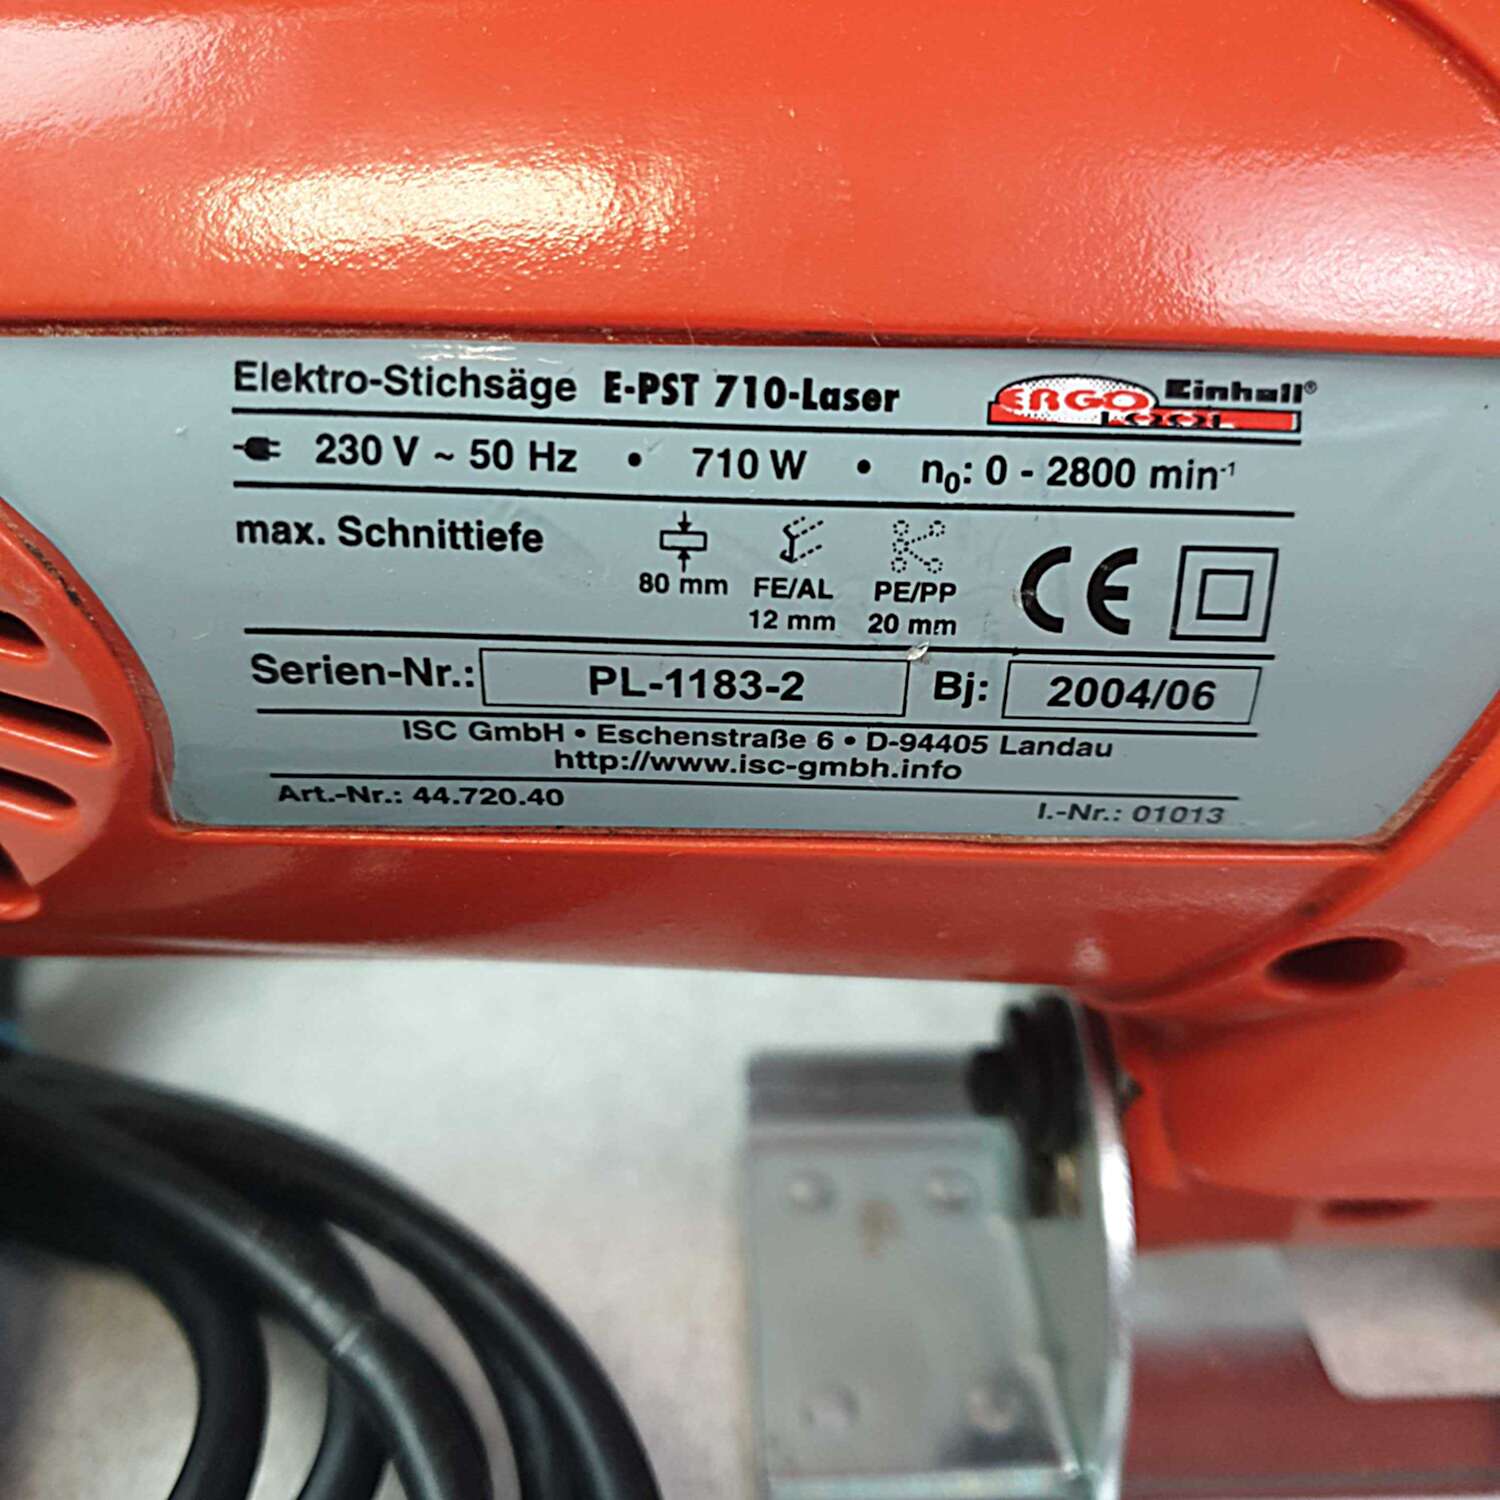 Elektro-Stichsäge E-PST 710-Laser ERGO TOOL Einhell®
230 V ~ 50 Hz • 710 W • n₀: 0 - 2800 min⁻¹
max. Schnittiefe
80 mm FE/AL PE/PP CE
12 mm 20 mm
Serien-Nr.: PL-1183-2 Bj: 2004/06
ISC GmbH • Eschenstraße 6 • D-94405 Landau
http://www.isc-gmbh.info
Art.-Nr.: 44.720.40 I.-Nr.: 01013